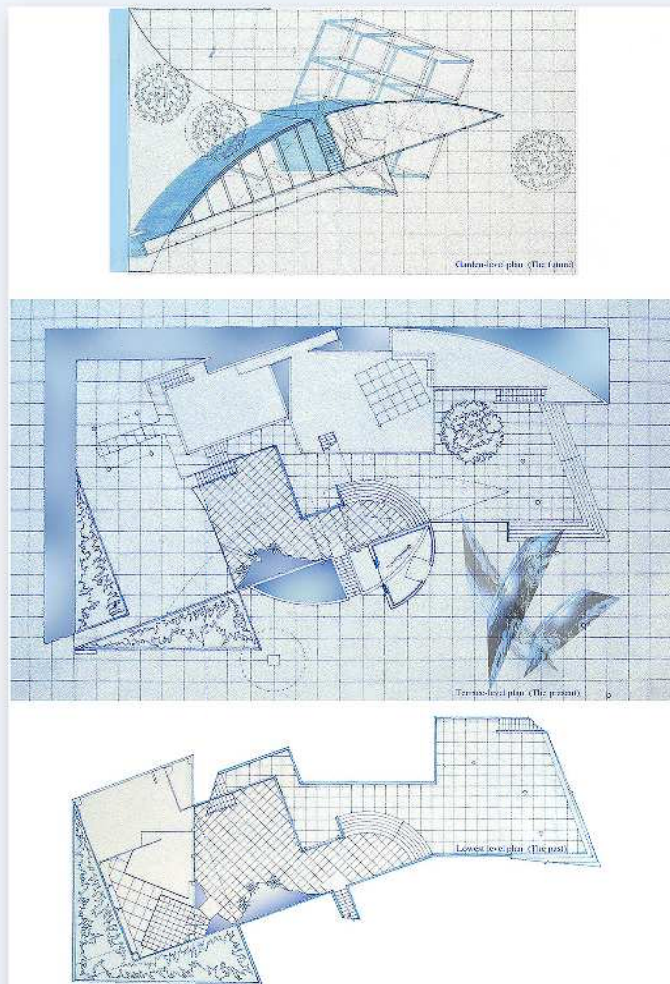 Garden-level plan (The future)
Terrace-level plan (The present)
Lowest level plan (The past)